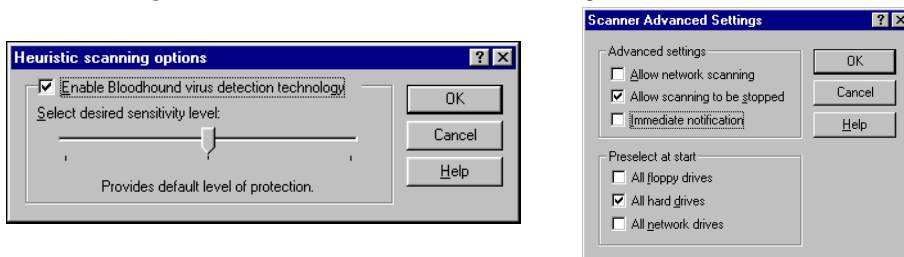 Heuristic scanning options
Enable Bloodhound virus detection technology
Select desired sensitivity level:
Provides default level of protection.
OK
Cancel
Help
Scanner Advanced Settings
Advanced settings
Allow network scanning
Allow scanning to be stopped
Immediate notification
Preselect at start
All floppy drives
All hard drives
All network drives
OK
Cancel
Help